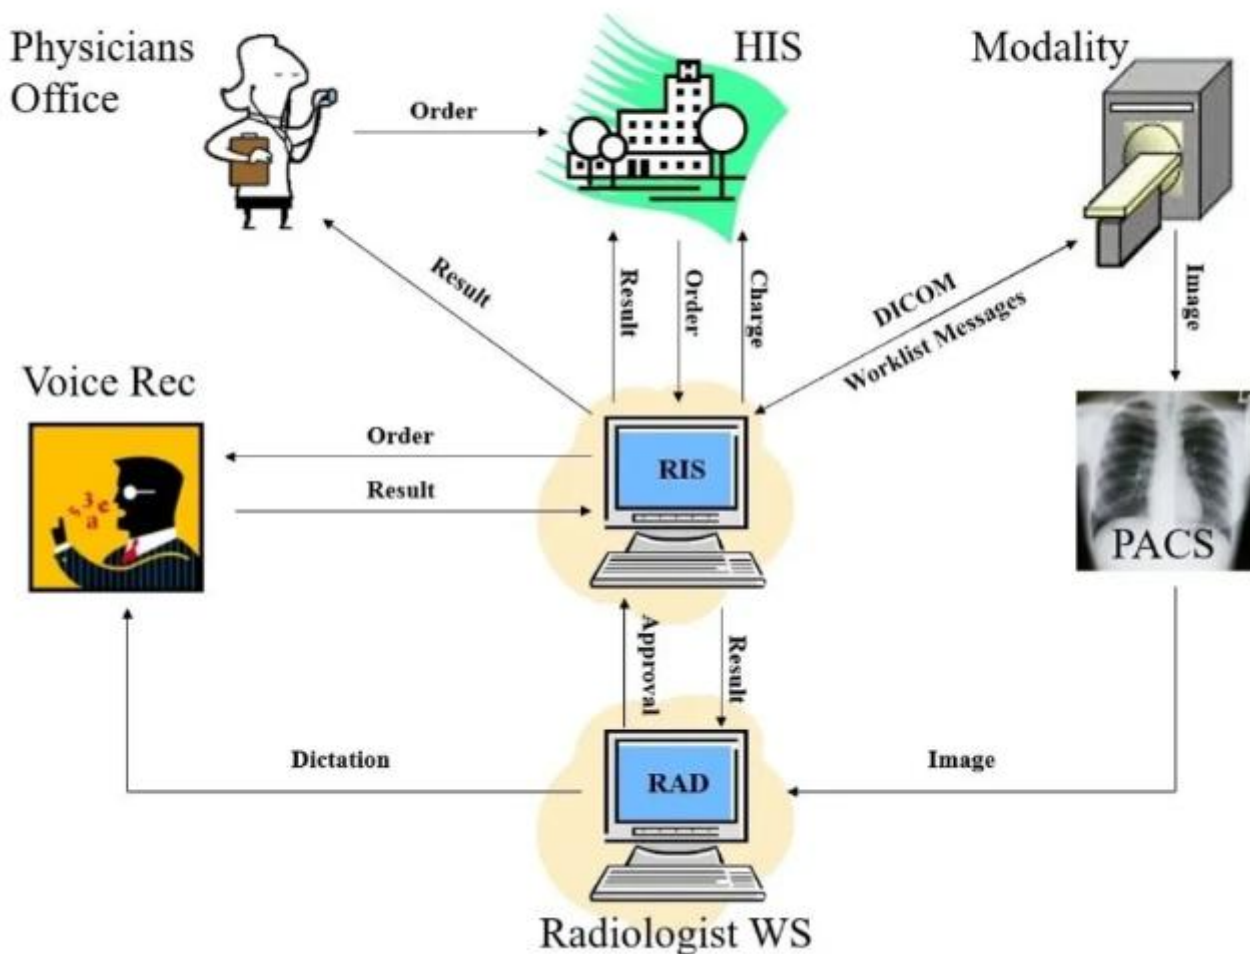 Physicians
Office
HIS
Modality
Order
Result
Result
Order
Charge
DICOM
Worklist Messages
Image
Voice Rec
Order
Result
RIS
PACS
Approval
Result
Dictation
RAD
Image
Radiologist WS